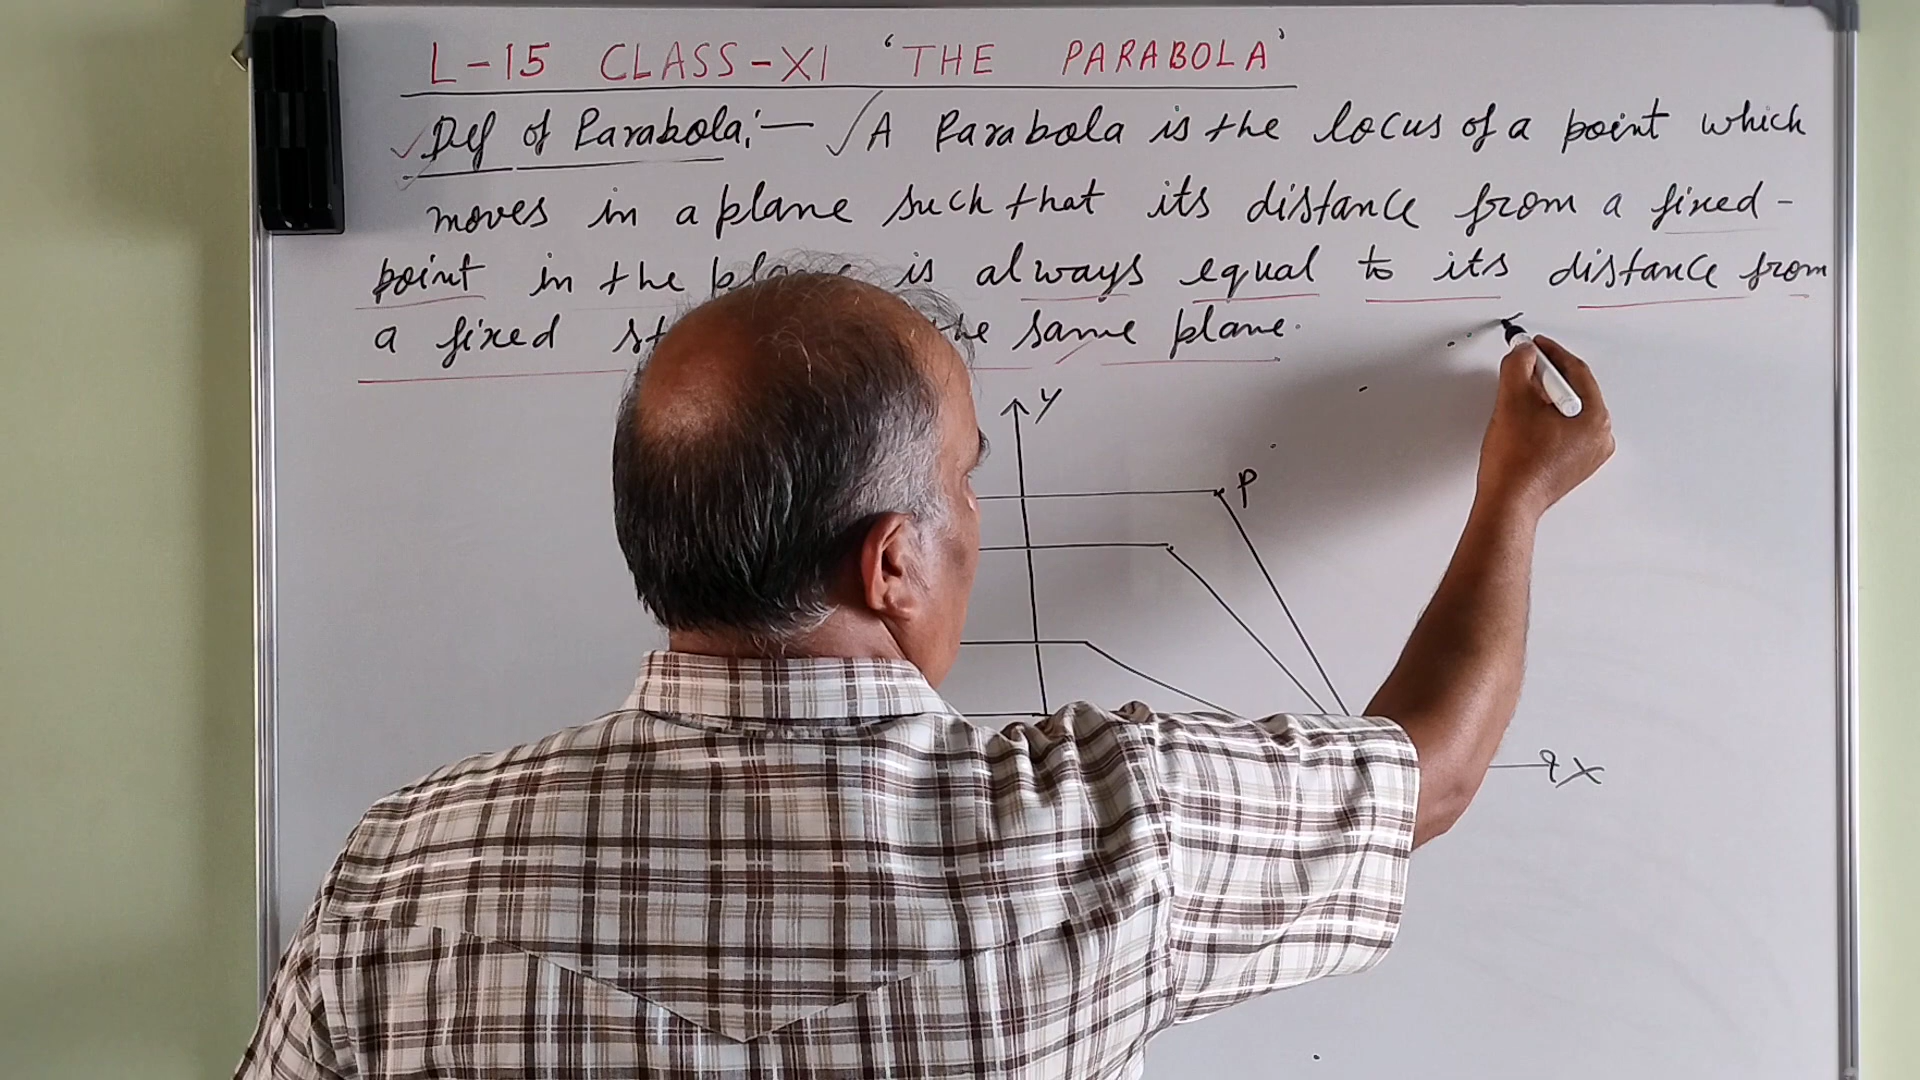 L-15 CLASS-XI 'THE PARABOLA'
Def of Parabola:— A Parabola is the locus of a point which
moves in a plane such that its distance from a fixed-
point in the is always equal to its distance from
a fixed same plane.
Y
P
X